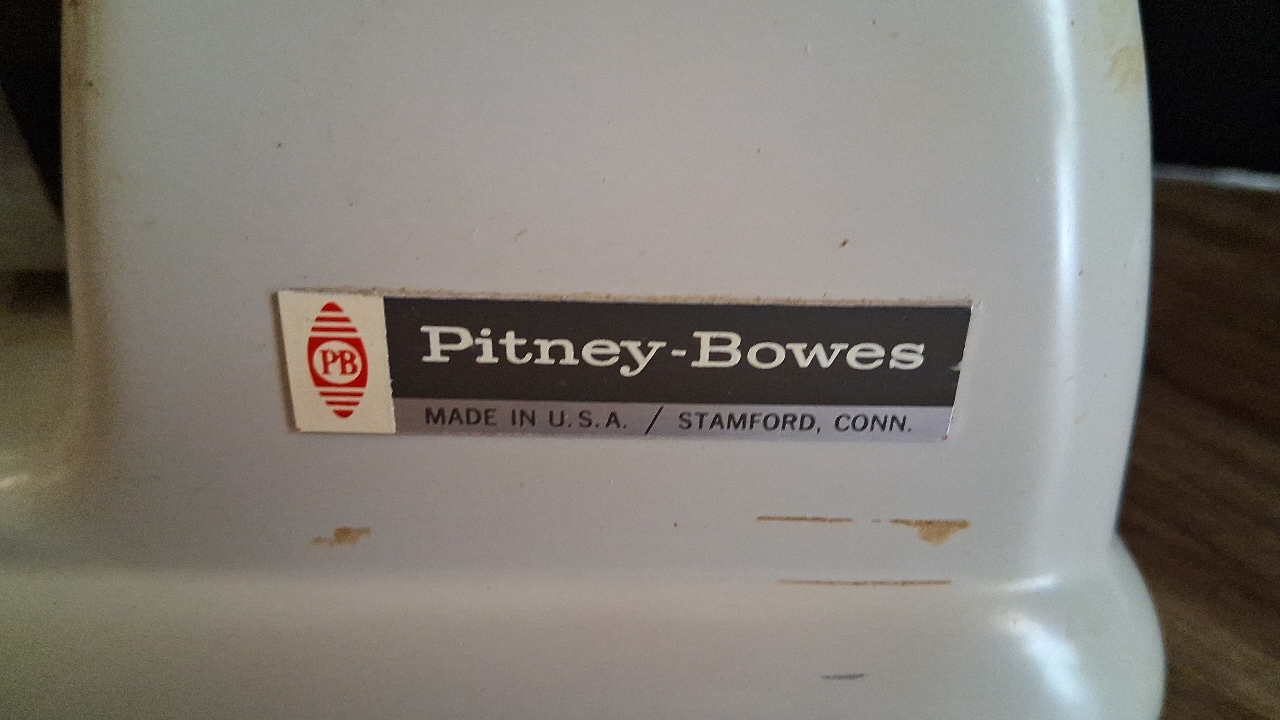 PB
Pitney-Bowes
MADE IN U.S.A. / STAMFORD, CONN.